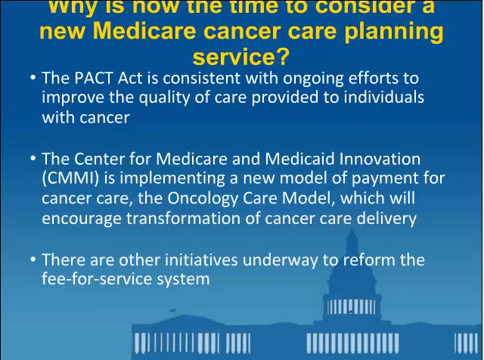 Why is now the time to consider a
new Medicare cancer care planning
service?
• The PACT Act is consistent with ongoing efforts to
improve the quality of care provided to individuals
with cancer
• The Center for Medicare and Medicaid Innovation
(CMMI) is implementing a new model of payment for
cancer care, the Oncology Care Model, which will
encourage transformation of cancer care delivery
• There are other initiatives underway to reform the
fee-for-service system